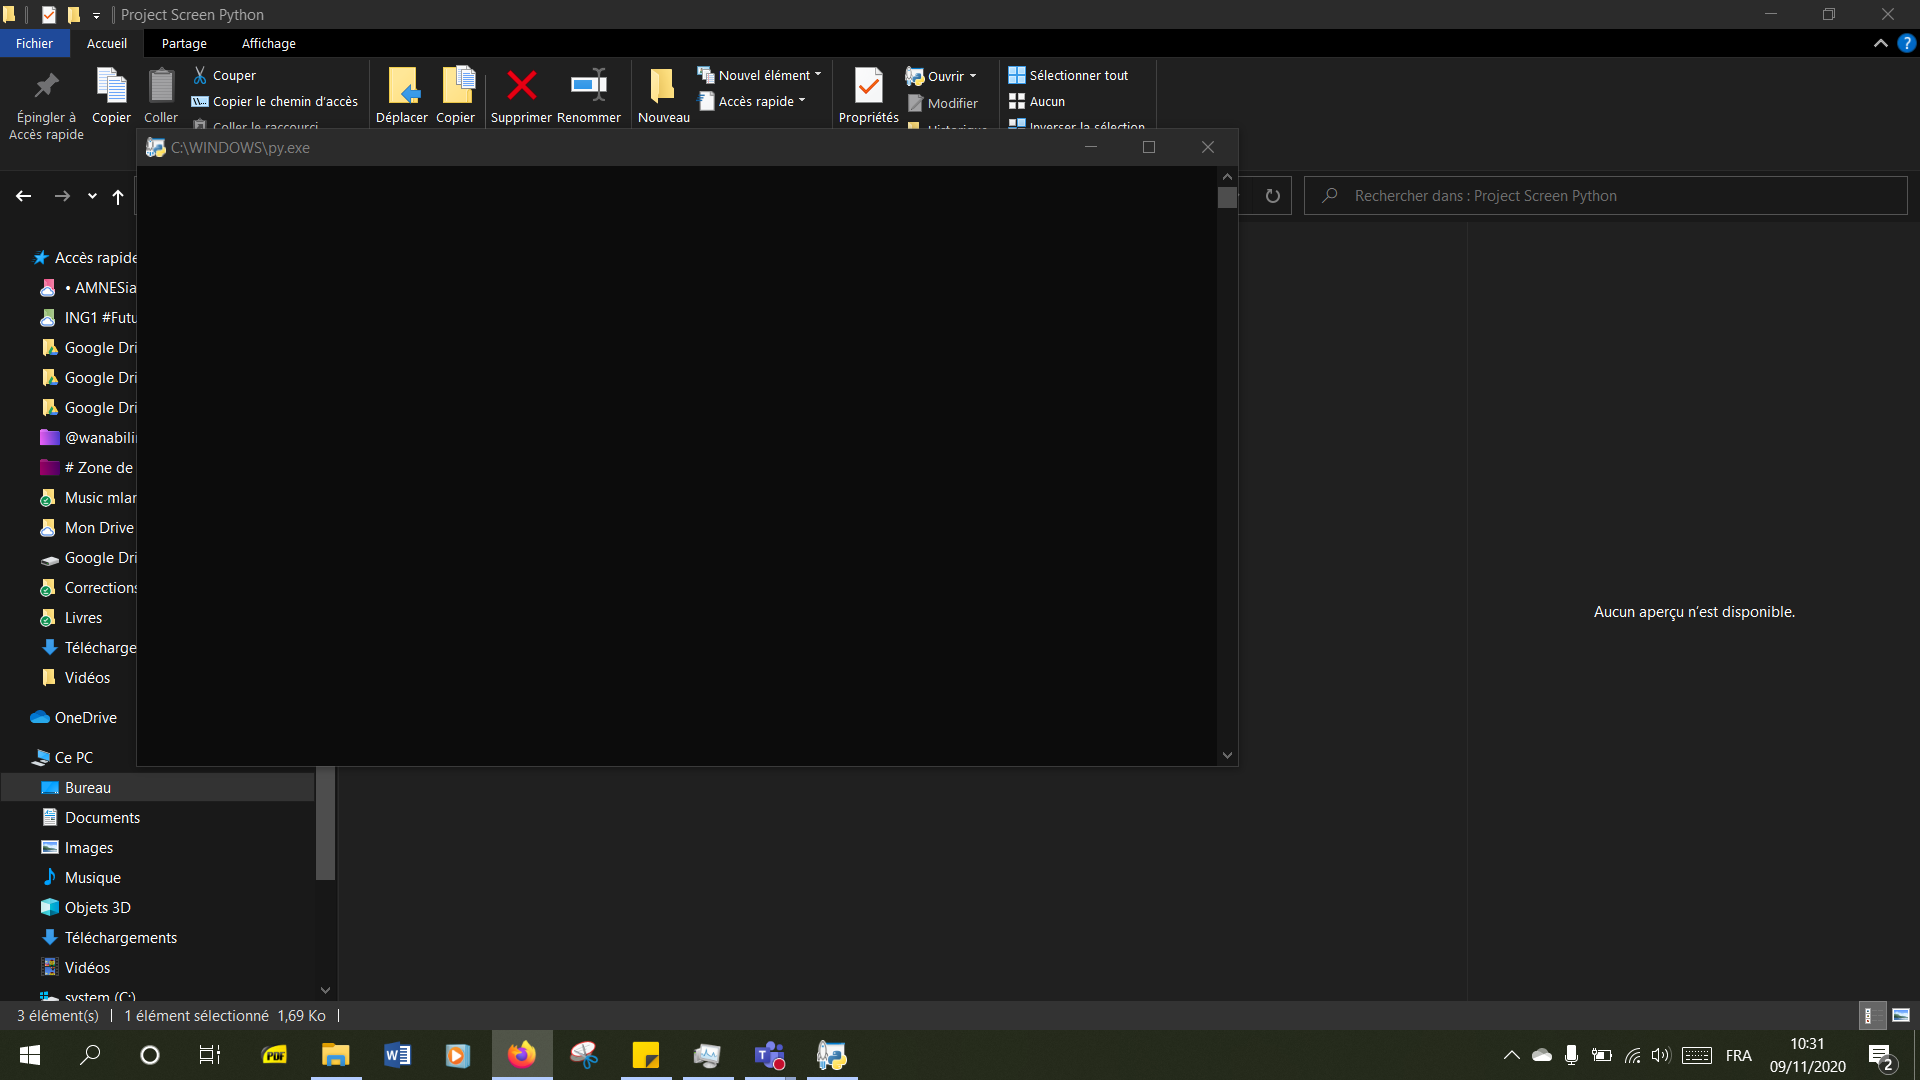 Project Screen Python
Fichier Accueil Partage Affichage
Épingler à
Accès rapide
Copier
Coller
Couper
Copier le chemin d'accès
Coller le raccourci
Déplacer
Copier
Supprimer
Renommer
Nouveau
Nouvel élément
Accès rapide
Propriétés
Ouvrir
Modifier
Historique
Sélectionner tout
Aucun
Inverser la sélection
C:\WINDOWS\py.exe
Rechercher dans : Project Screen Python
Accès rapide
• AMNESia
ING1 #Futu
Google Dri
Google Dri
Google Dri
@wanabili
# Zone de
Music mlar
Mon Drive
Google Dri
Corrections
Livres
Télécharge
Vidéos
OneDrive
Ce PC
Bureau
Documents
Images
Musique
Objets 3D
Téléchargements
Vidéos
system (C:)
Aucun aperçu n'est disponible.
3 élément(s) 1 élément sélectionné 1,69 Ko
PDF
FRA
10:31
09/11/2020
2